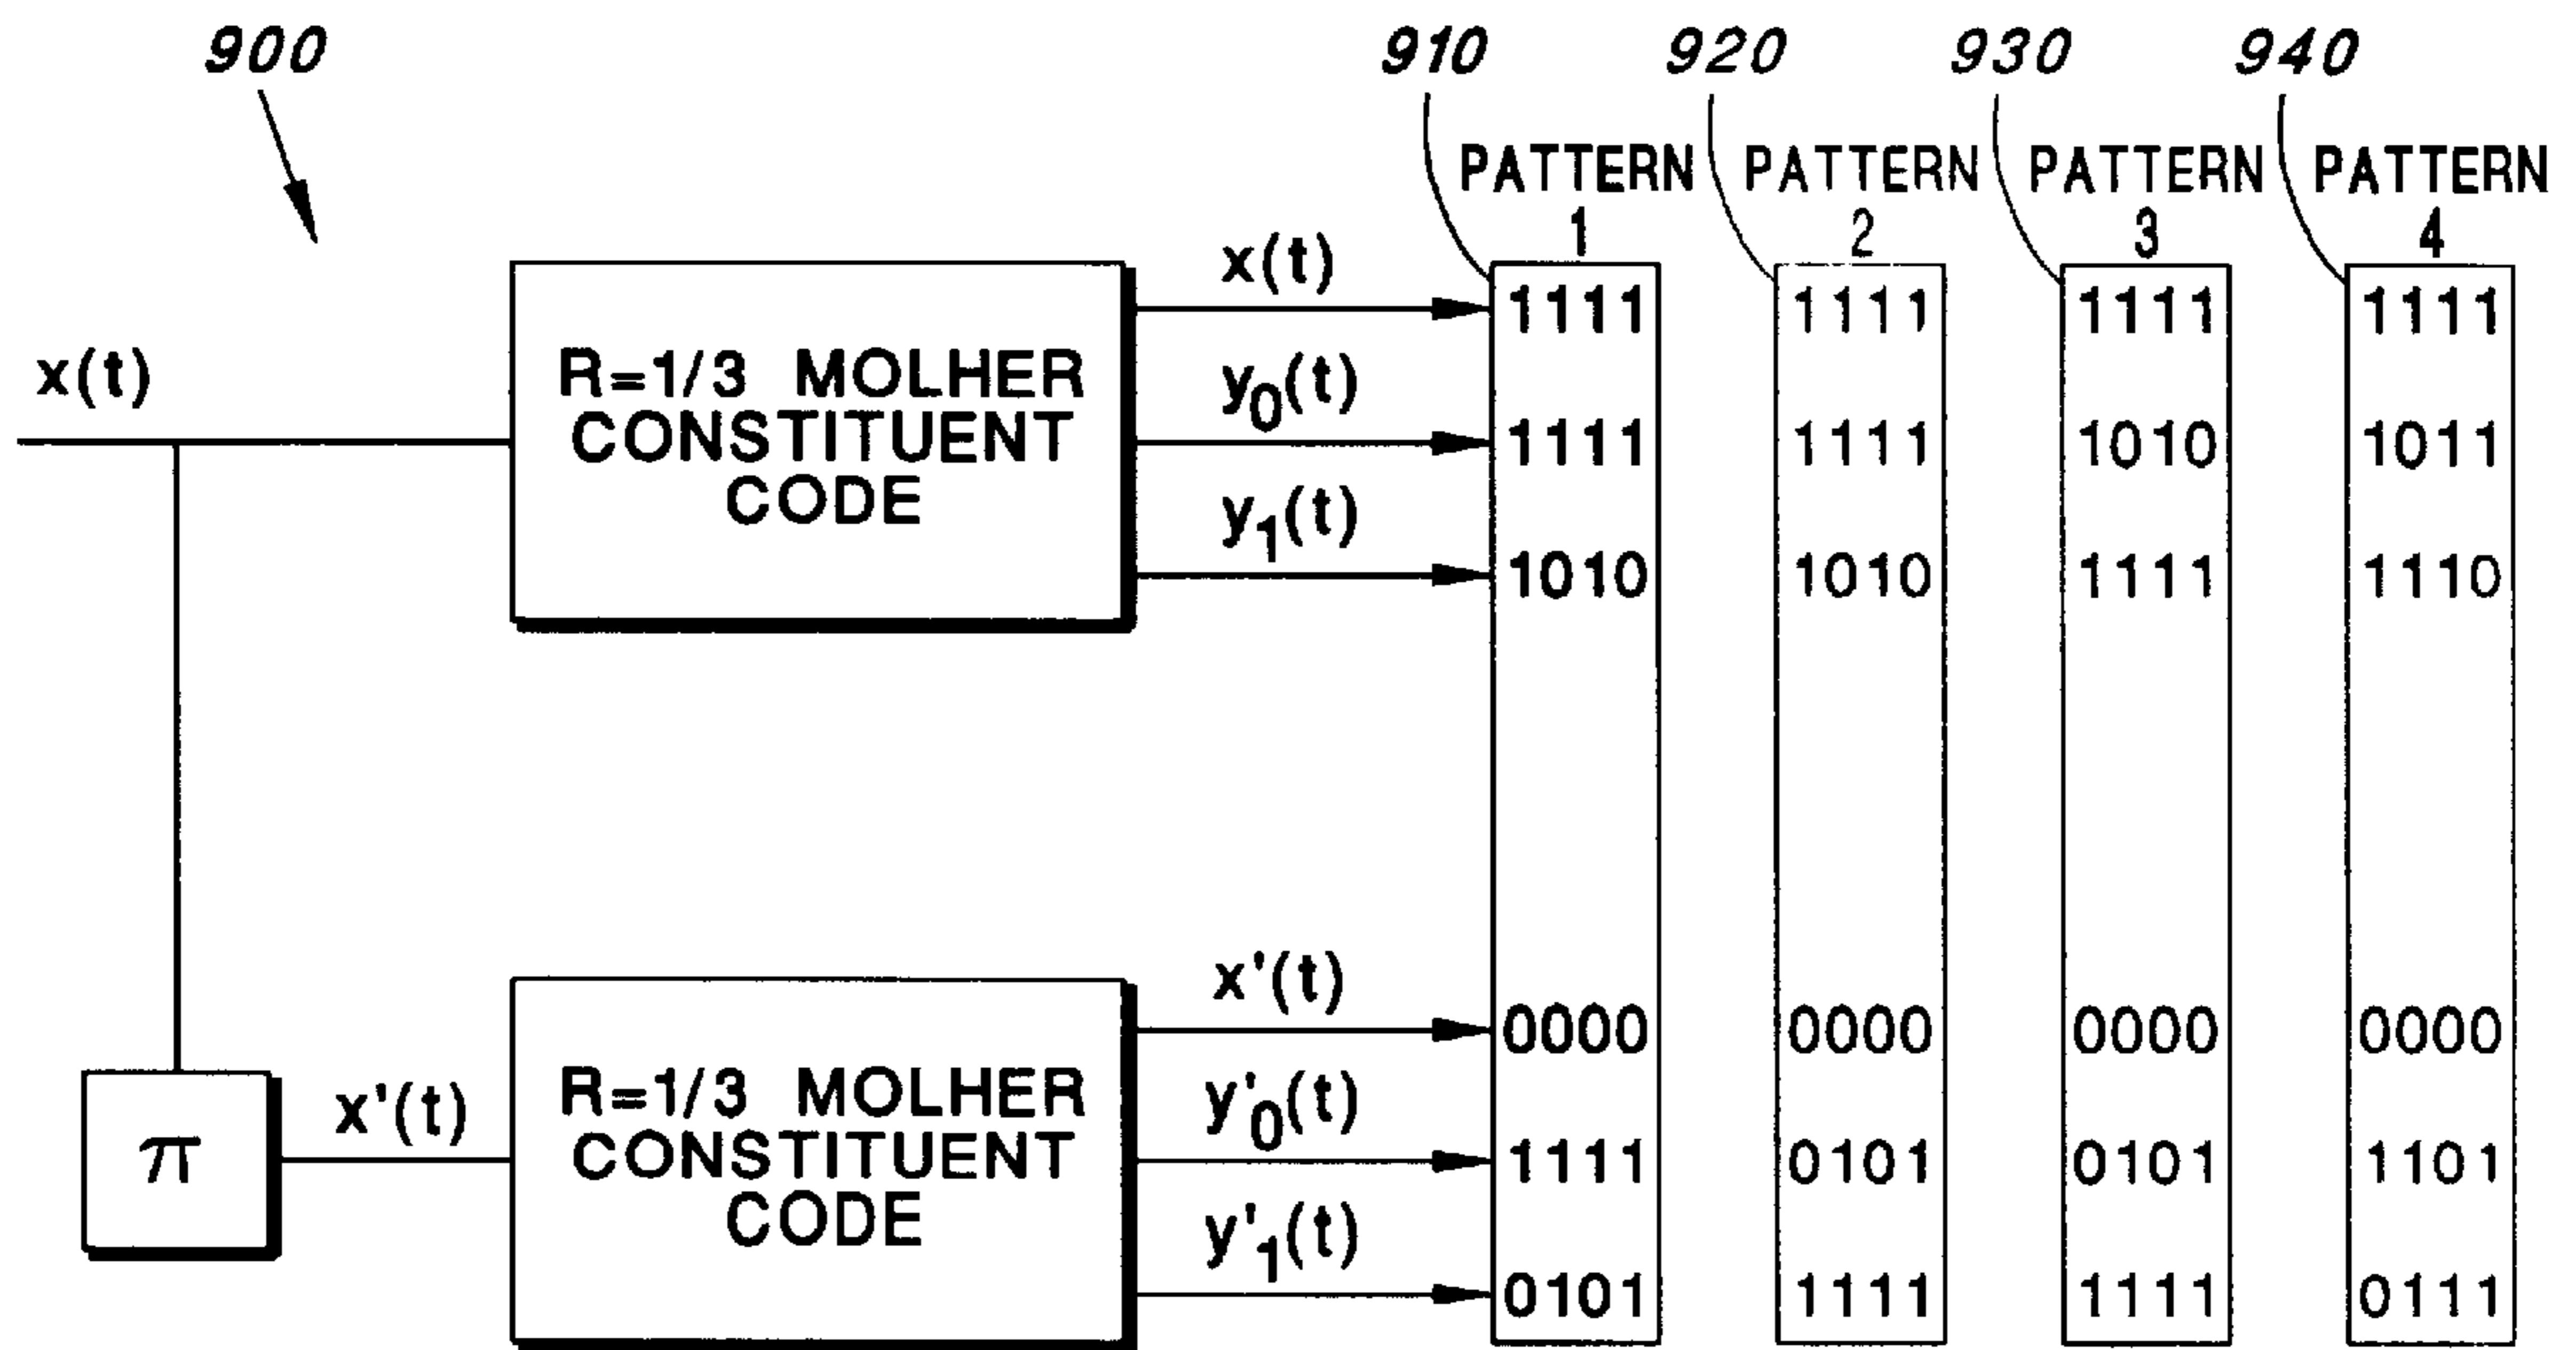 900 910 920 930 940
PATTERN PATTERN PATTERN PATTERN
1 2 3 4
x(t) 1111 1111 1111 1111
x(t)
R=1/3 MOLHER
CONSTITUENT
CODE
y0(t) 1111 1111 1010 1011
y1(t) 1010 1010 1111 1110
x'(t) 0000 0000 0000 0000
π
x'(t)
R=1/3 MOLHER
CONSTITUENT
CODE
y'0(t) 1111 0101 0101 1101
y'1(t) 0101 1111 1111 0111